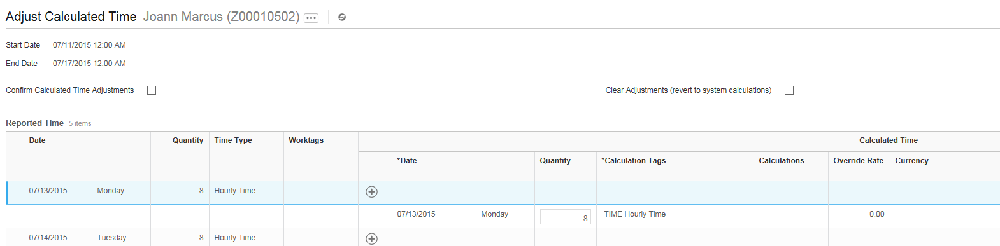 Adjust Calculated Time Joann Marcus (Z00010502)
Start Date 07/11/2015 12:00 AM
End Date 07/17/2015 12:00 AM
Confirm Calculated Time Adjustments Clear Adjustments (revert to system calculations)
Reported Time 5 items
Date Quantity Time Type Worktags Calculated Time
*Date Quantity *Calculation Tags Calculations Override Rate Currency
07/13/2015 Monday 8 Hourly Time
07/13/2015 Monday 8 TIME Hourly Time 0.00
07/14/2015 Tuesday 8 Hourly Time